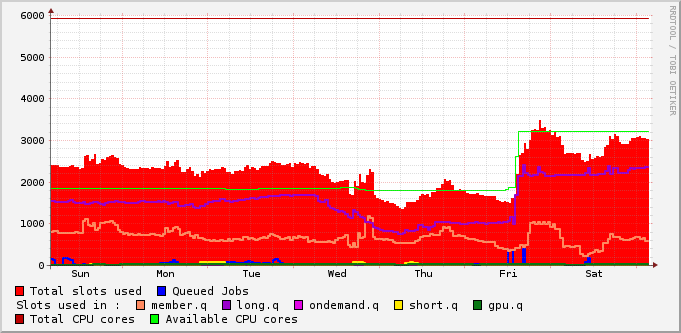 6000
RRDTOOL / TOBI OETIKER
5000
4000
3000
2000
1000
0
Sun Mon Tue Wed Thu Fri Sat
Total slots used Queued Jobs
Slots used in : member.q long.q ondemand.q short.q gpu.q
Total CPU cores Available CPU cores